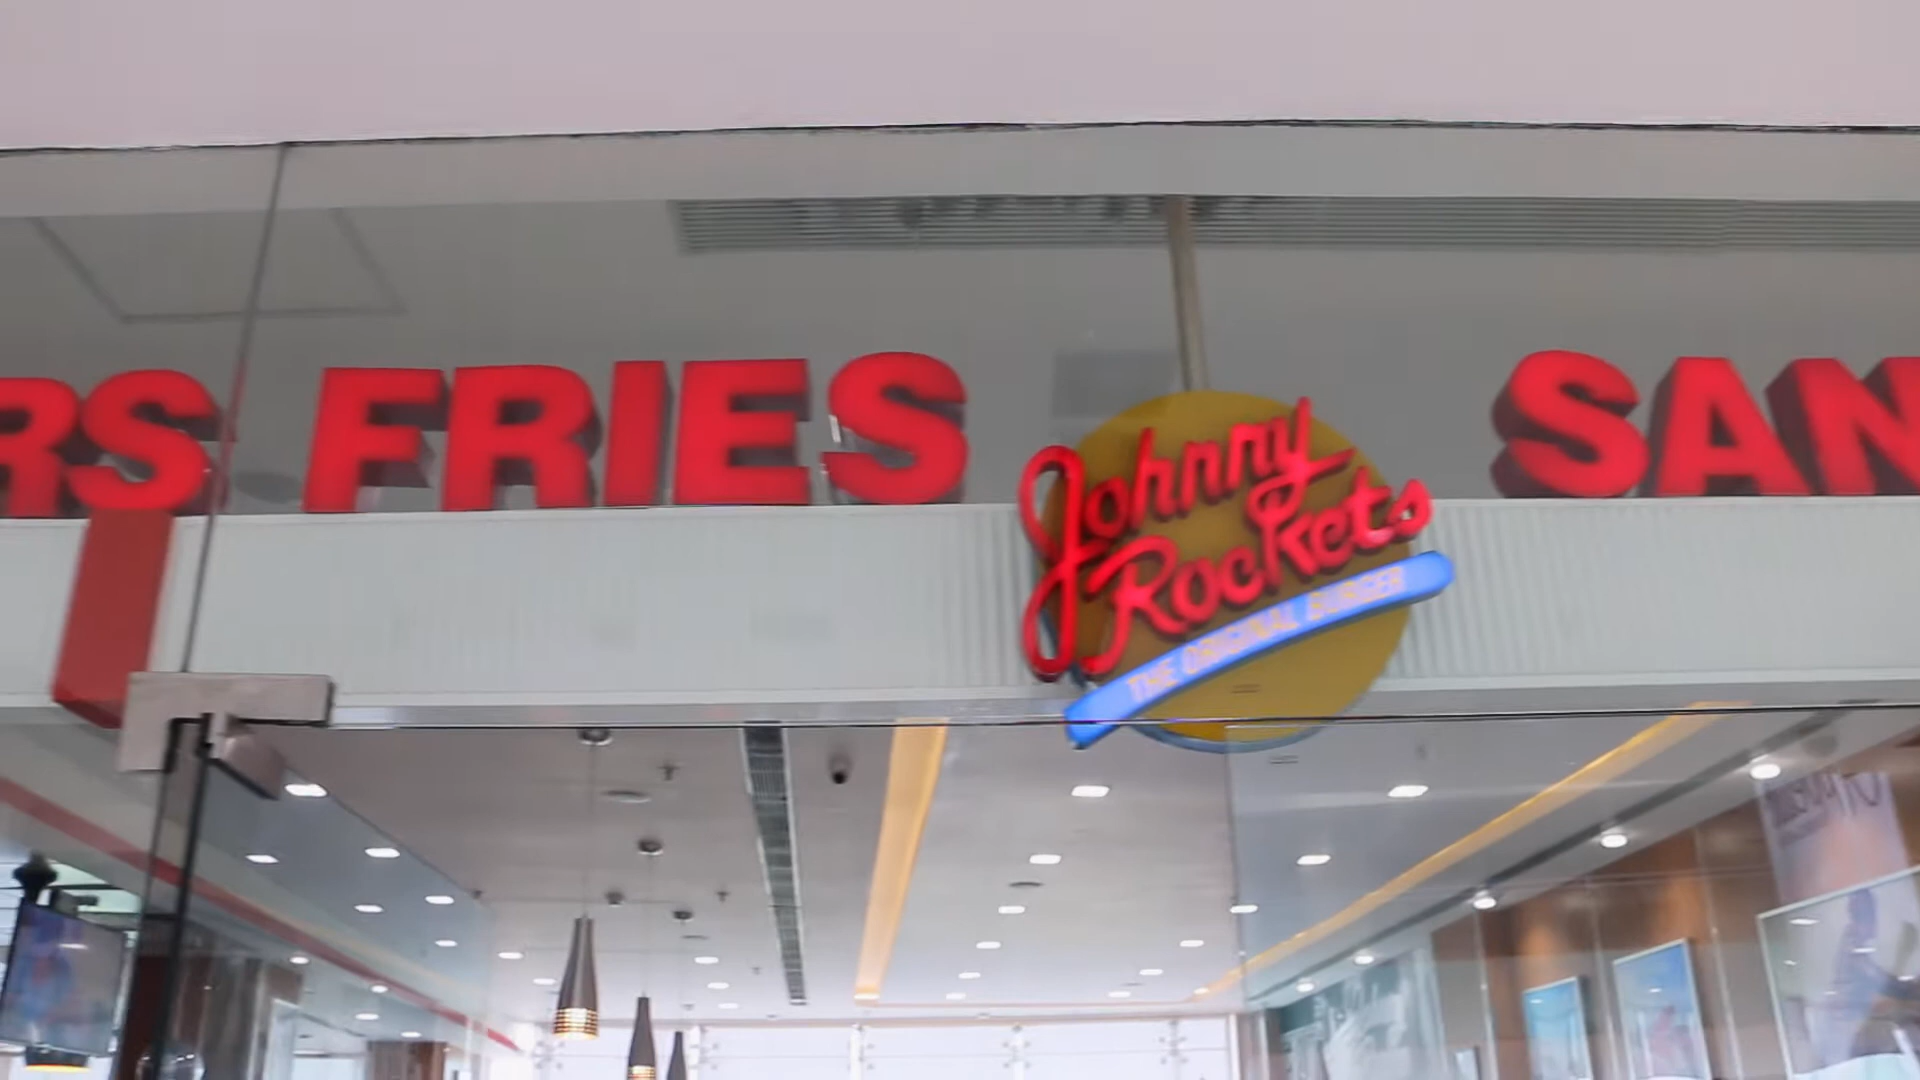 RS FRIES
Johnny
Rockets
THE ORIGINAL BURGER
SAN